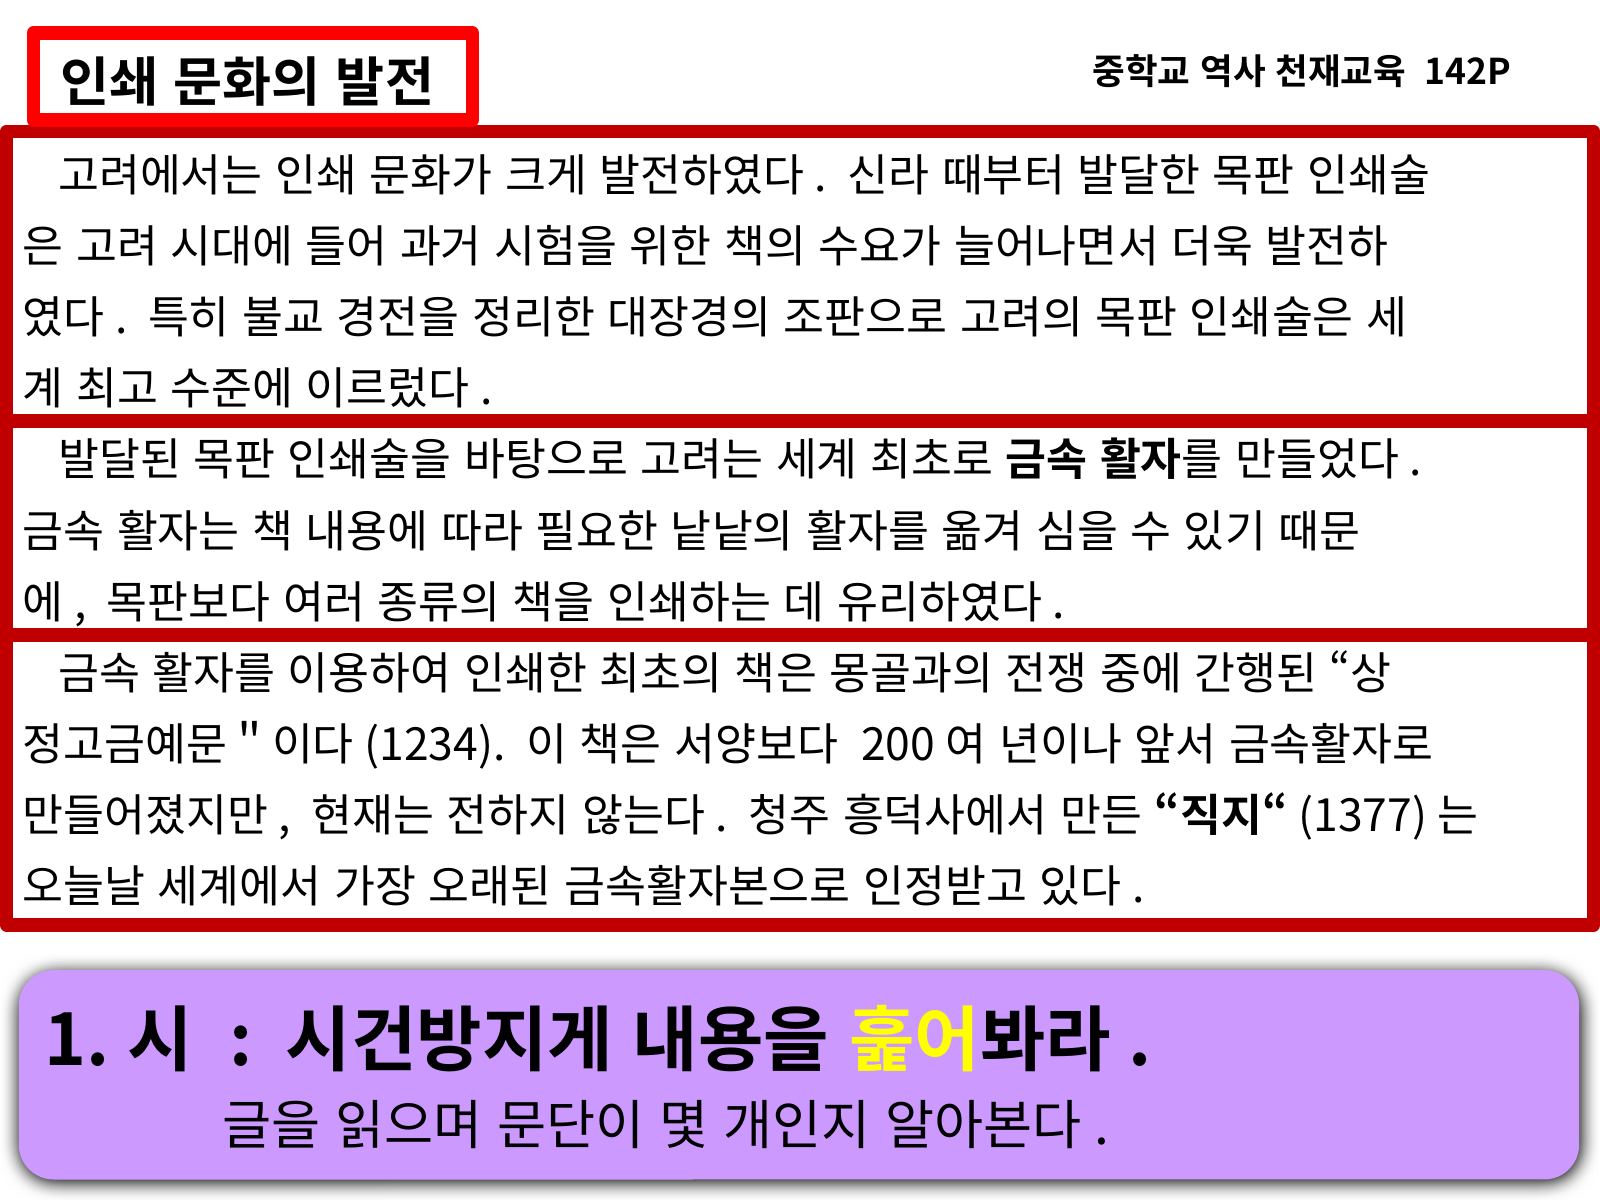 인쇄 문화의 발전
중학교 역사 천재교육 142P
고려에서는 인쇄 문화가 크게 발전하였다 . 신라 때부터 발달한 목판 인쇄술
은 고려 시대에 들어 과거 시험을 위한 책의 수요가 늘어나면서 더욱 발전하
였다 . 특히 불교 경전을 정리한 대장경의 조판으로 고려의 목판 인쇄술은 세
계 최고 수준에 이르렀다 .
발달된 목판 인쇄술을 바탕으로 고려는 세계 최초로 금속 활자를 만들었다 .
금속 활자는 책 내용에 따라 필요한 낱낱의 활자를 옮겨 심을 수 있기 때문
에 , 목판보다 여러 종류의 책을 인쇄하는 데 유리하였다 .
금속 활자를 이용하여 인쇄한 최초의 책은 몽골과의 전쟁 중에 간행된 “상
정고금예문 " 이다 (1234). 이 책은 서양보다 200 여 년이나 앞서 금속활자로
만들어졌지만 , 현재는 전하지 않는다 . 청주 흥덕사에서 만든 “직지“ (1377) 는
오늘날 세계에서 가장 오래된 금속활자본으로 인정받고 있다 .
1. 시 : 시건방지게 내용을 훑어봐라 .
글을 읽으며 문단이 몇 개인지 알아본다 .